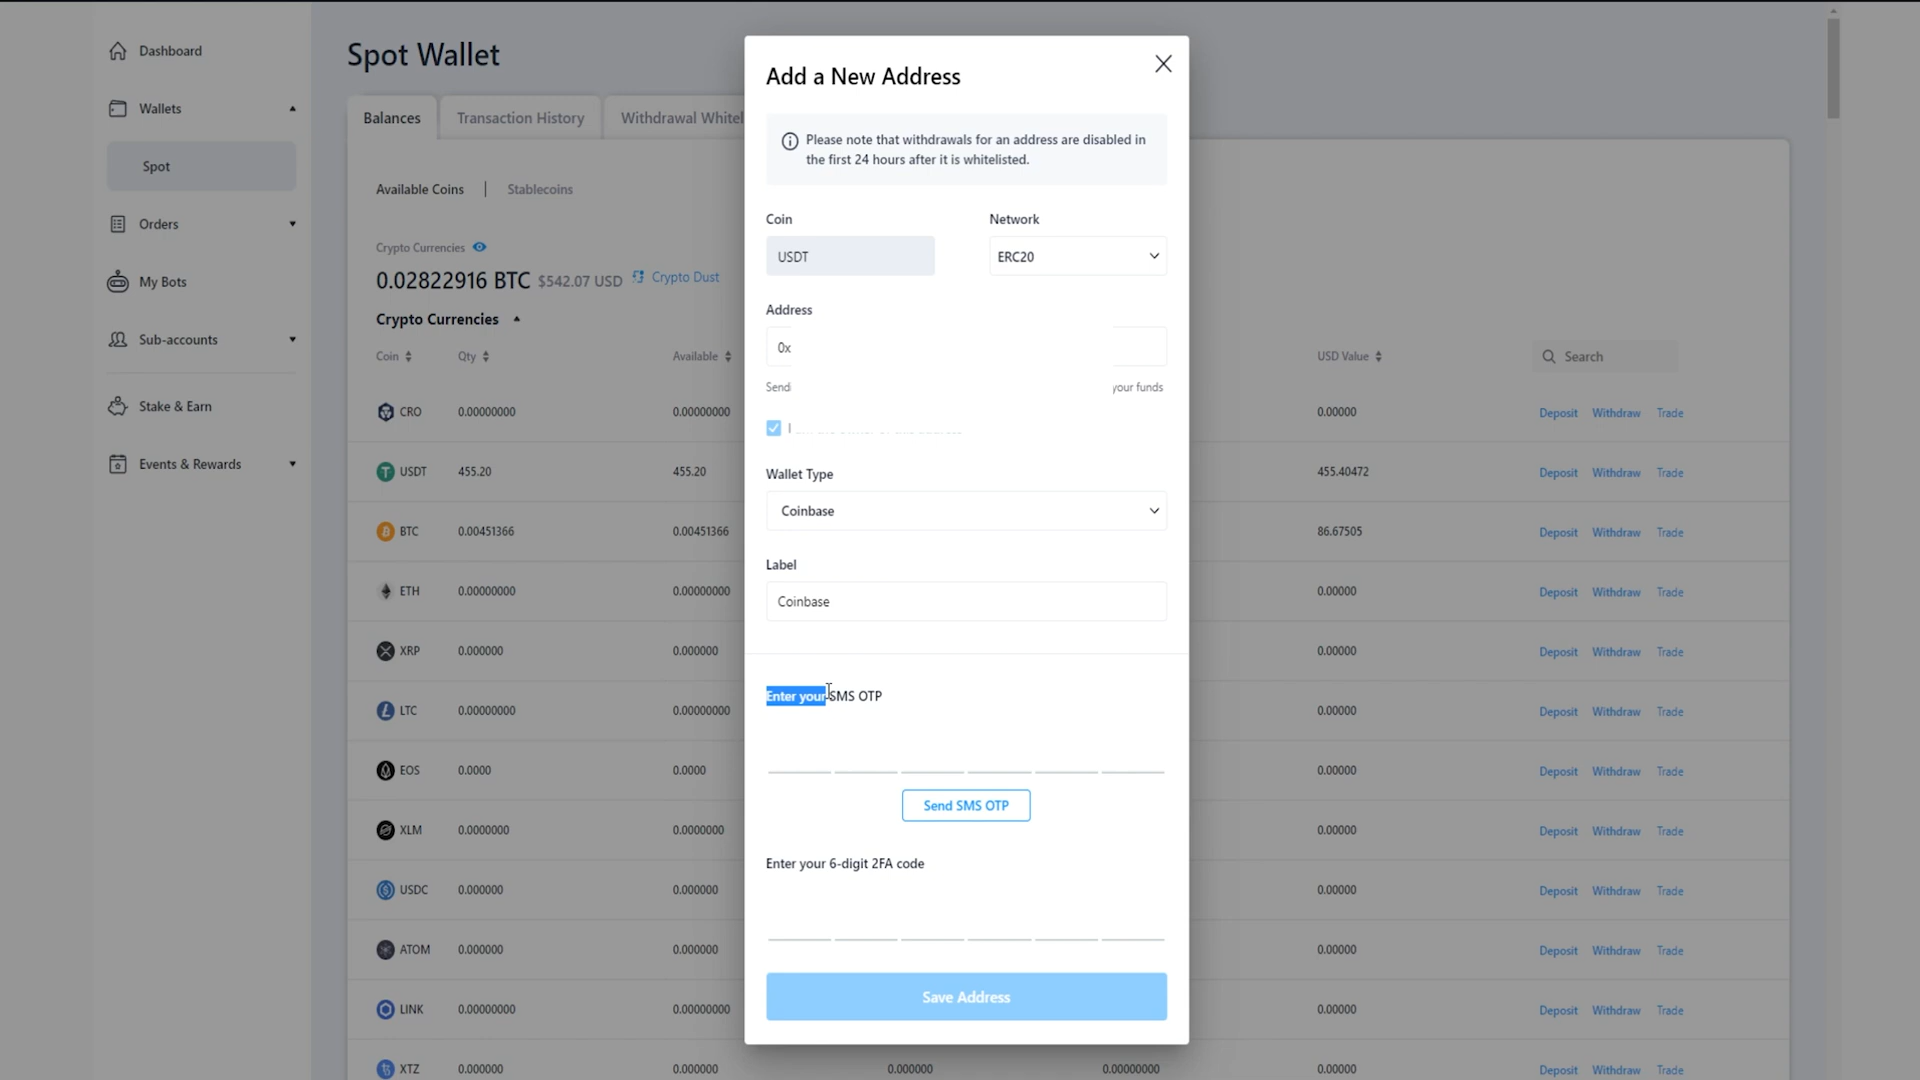 Dashboard
Wallets
Spot
Orders
My Bots
Sub-accounts
Stake & Earn
Events & Rewards
Spot Wallet
Balances
Transaction History
Withdrawal Whitel
Available Coins | Stablecoins
Crypto Currencies
0.02822916 BTC $542.07 USD Crypto Dust
Crypto Currencies
Coin Qty Available USD Value Search
CRO 0.00000000 0.00000000 0.00000 Deposit Withdraw Trade
USDT 455.20 455.20 455.40472 Deposit Withdraw Trade
BTC 0.00451366 0.00451366 86.67505 Deposit Withdraw Trade
ETH 0.00000000 0.00000000 0.00000 Deposit Withdraw Trade
XRP 0.000000 0.000000 0.00000 Deposit Withdraw Trade
LTC 0.00000000 0.00000000 0.00000 Deposit Withdraw Trade
EOS 0.0000 0.0000 0.00000 Deposit Withdraw Trade
XLM 0.0000000 0.0000000 0.00000 Deposit Withdraw Trade
USDC 0.000000 0.000000 0.00000 Deposit Withdraw Trade
ATOM 0.000000 0.000000 0.00000 Deposit Withdraw Trade
LINK 0.00000000 0.00000000 0.00000 Deposit Withdraw Trade
XTZ 0.000000 0.000000 0.000000 0.00000000 0.00000 Deposit Withdraw Trade
Add a New Address
Please note that withdrawals for an address are disabled in
the first 24 hours after it is whitelisted.
Coin Network
USDT ERC20
Address
0x
Send your funds
I
Wallet Type
Coinbase
Label
Coinbase
Enter your SMS OTP
Send SMS OTP
Enter your 6-digit 2FA code
Save Address